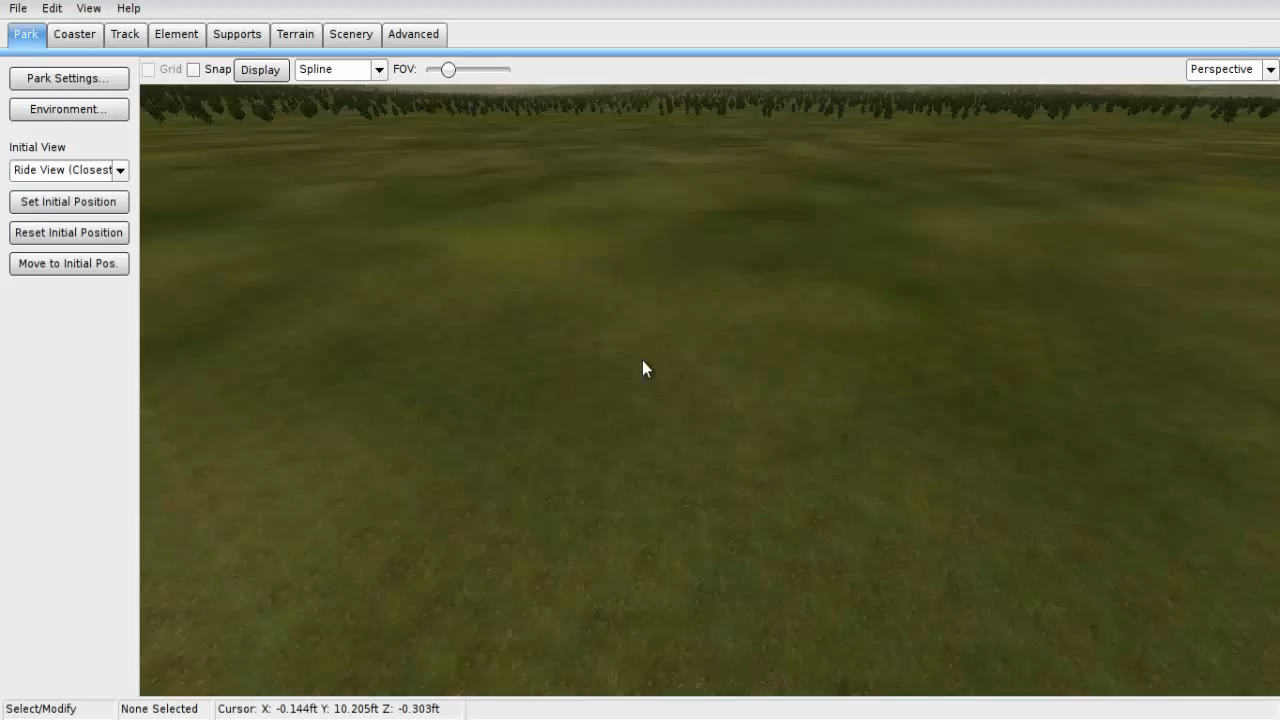 File Edit View Help
Park Coaster Track Element Supports Terrain Scenery Advanced
Park Settings...
Grid Snap Display Spline FOV: Perspective
Environment...
Initial View
Ride View (Closest
Set Initial Position
Reset Initial Position
Move to Initial Pos.
Select/Modify None Selected Cursor: X: -0.144ft Y: 10.205ft Z: -0.303ft